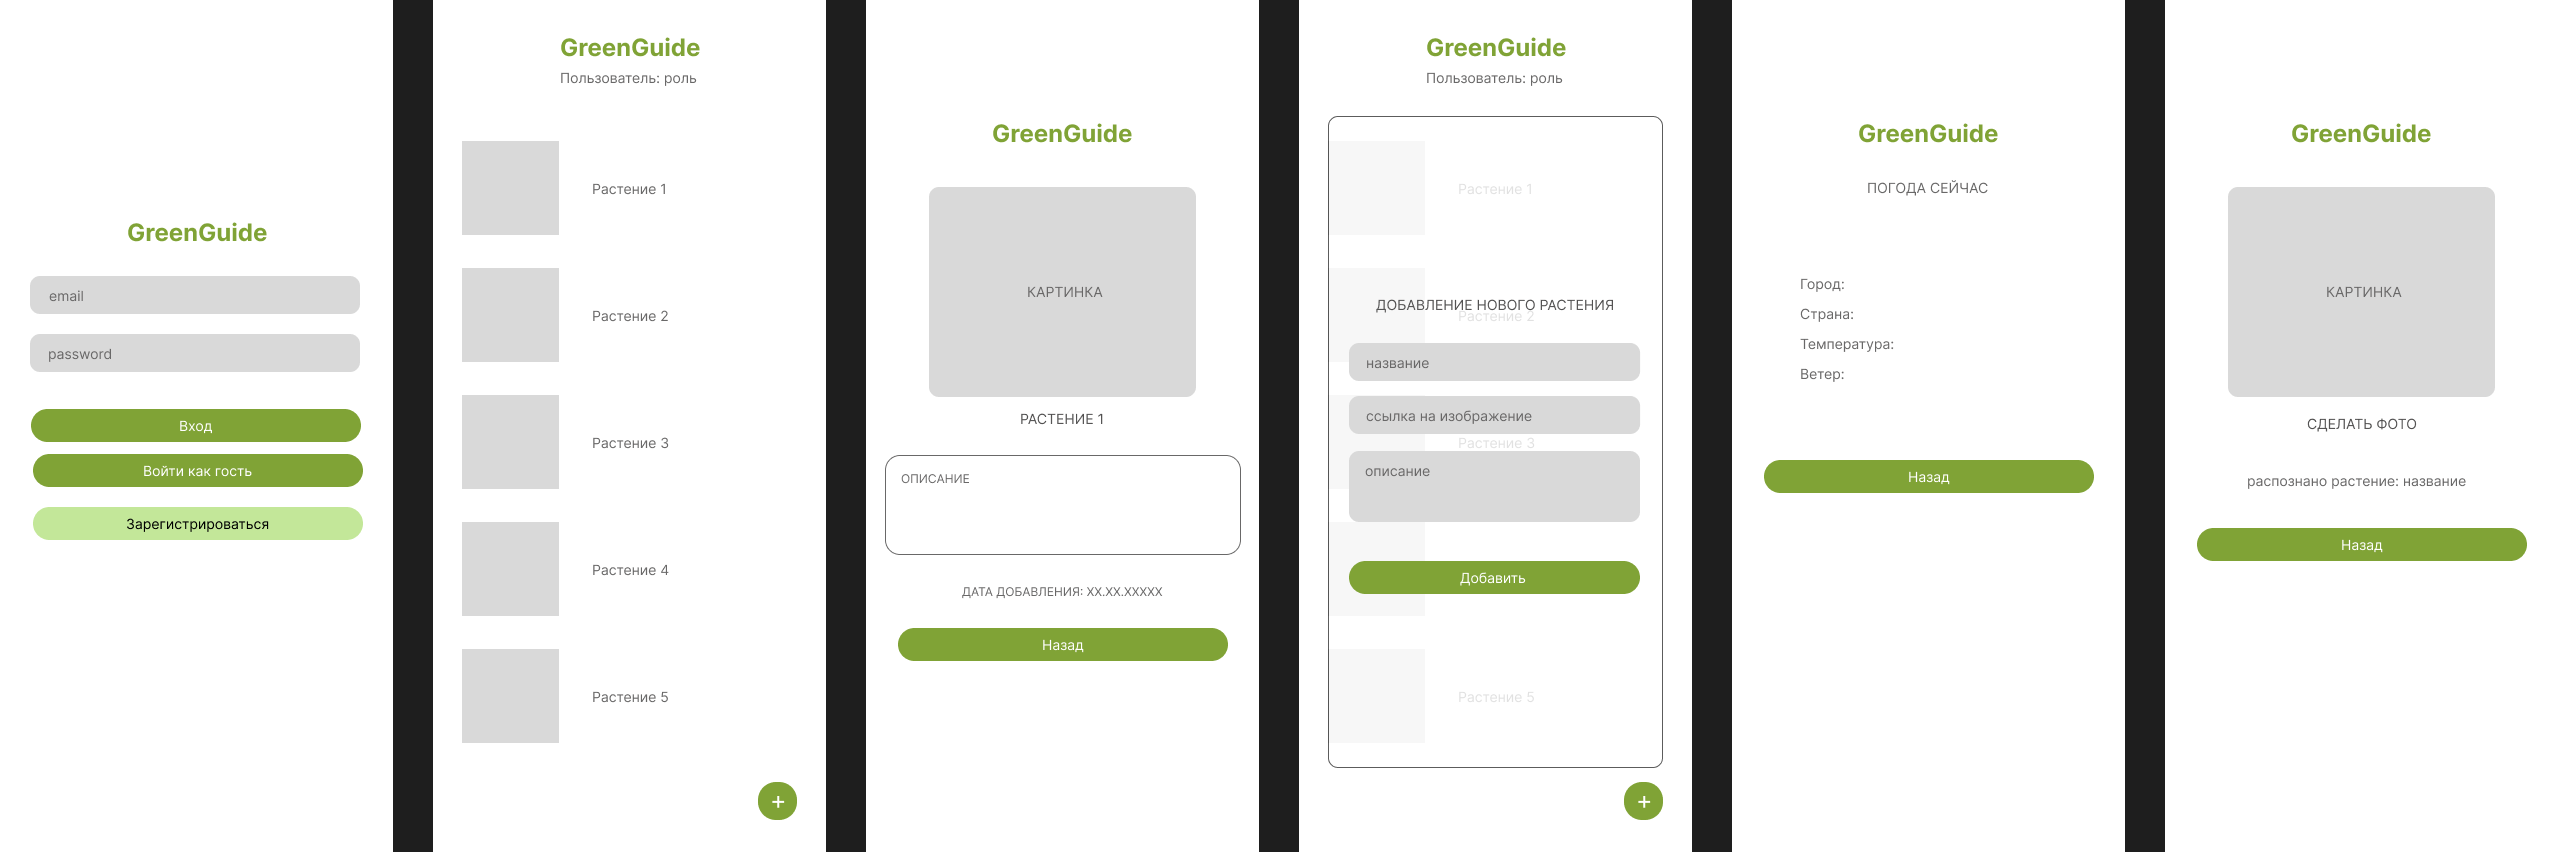 GreenGuide
email
password
Вход
Войти как гость
Зарегистрироваться
GreenGuide
Пользователь: роль
Растение 1
Растение 2
Растение 3
Растение 4
Растение 5
+
GreenGuide
КАРТИНКА
РАСТЕНИЕ 1
ОПИСАНИЕ
ДАТА ДОБАВЛЕНИЯ: XX.XX.XXXXX
Назад
GreenGuide
Пользователь: роль
Растение 1
ДОБАВЛЕНИЕ НОВОГО РАСТЕНИЯ
Растение 2
название
ссылка на изображение
Растение 3
описание
Добавить
Растение 5
+
GreenGuide
ПОГОДА СЕЙЧАС
Город:
Страна:
Температура:
Ветер:
Назад
GreenGuide
КАРТИНКА
СДЕЛАТЬ ФОТО
распознано растение: название
Назад